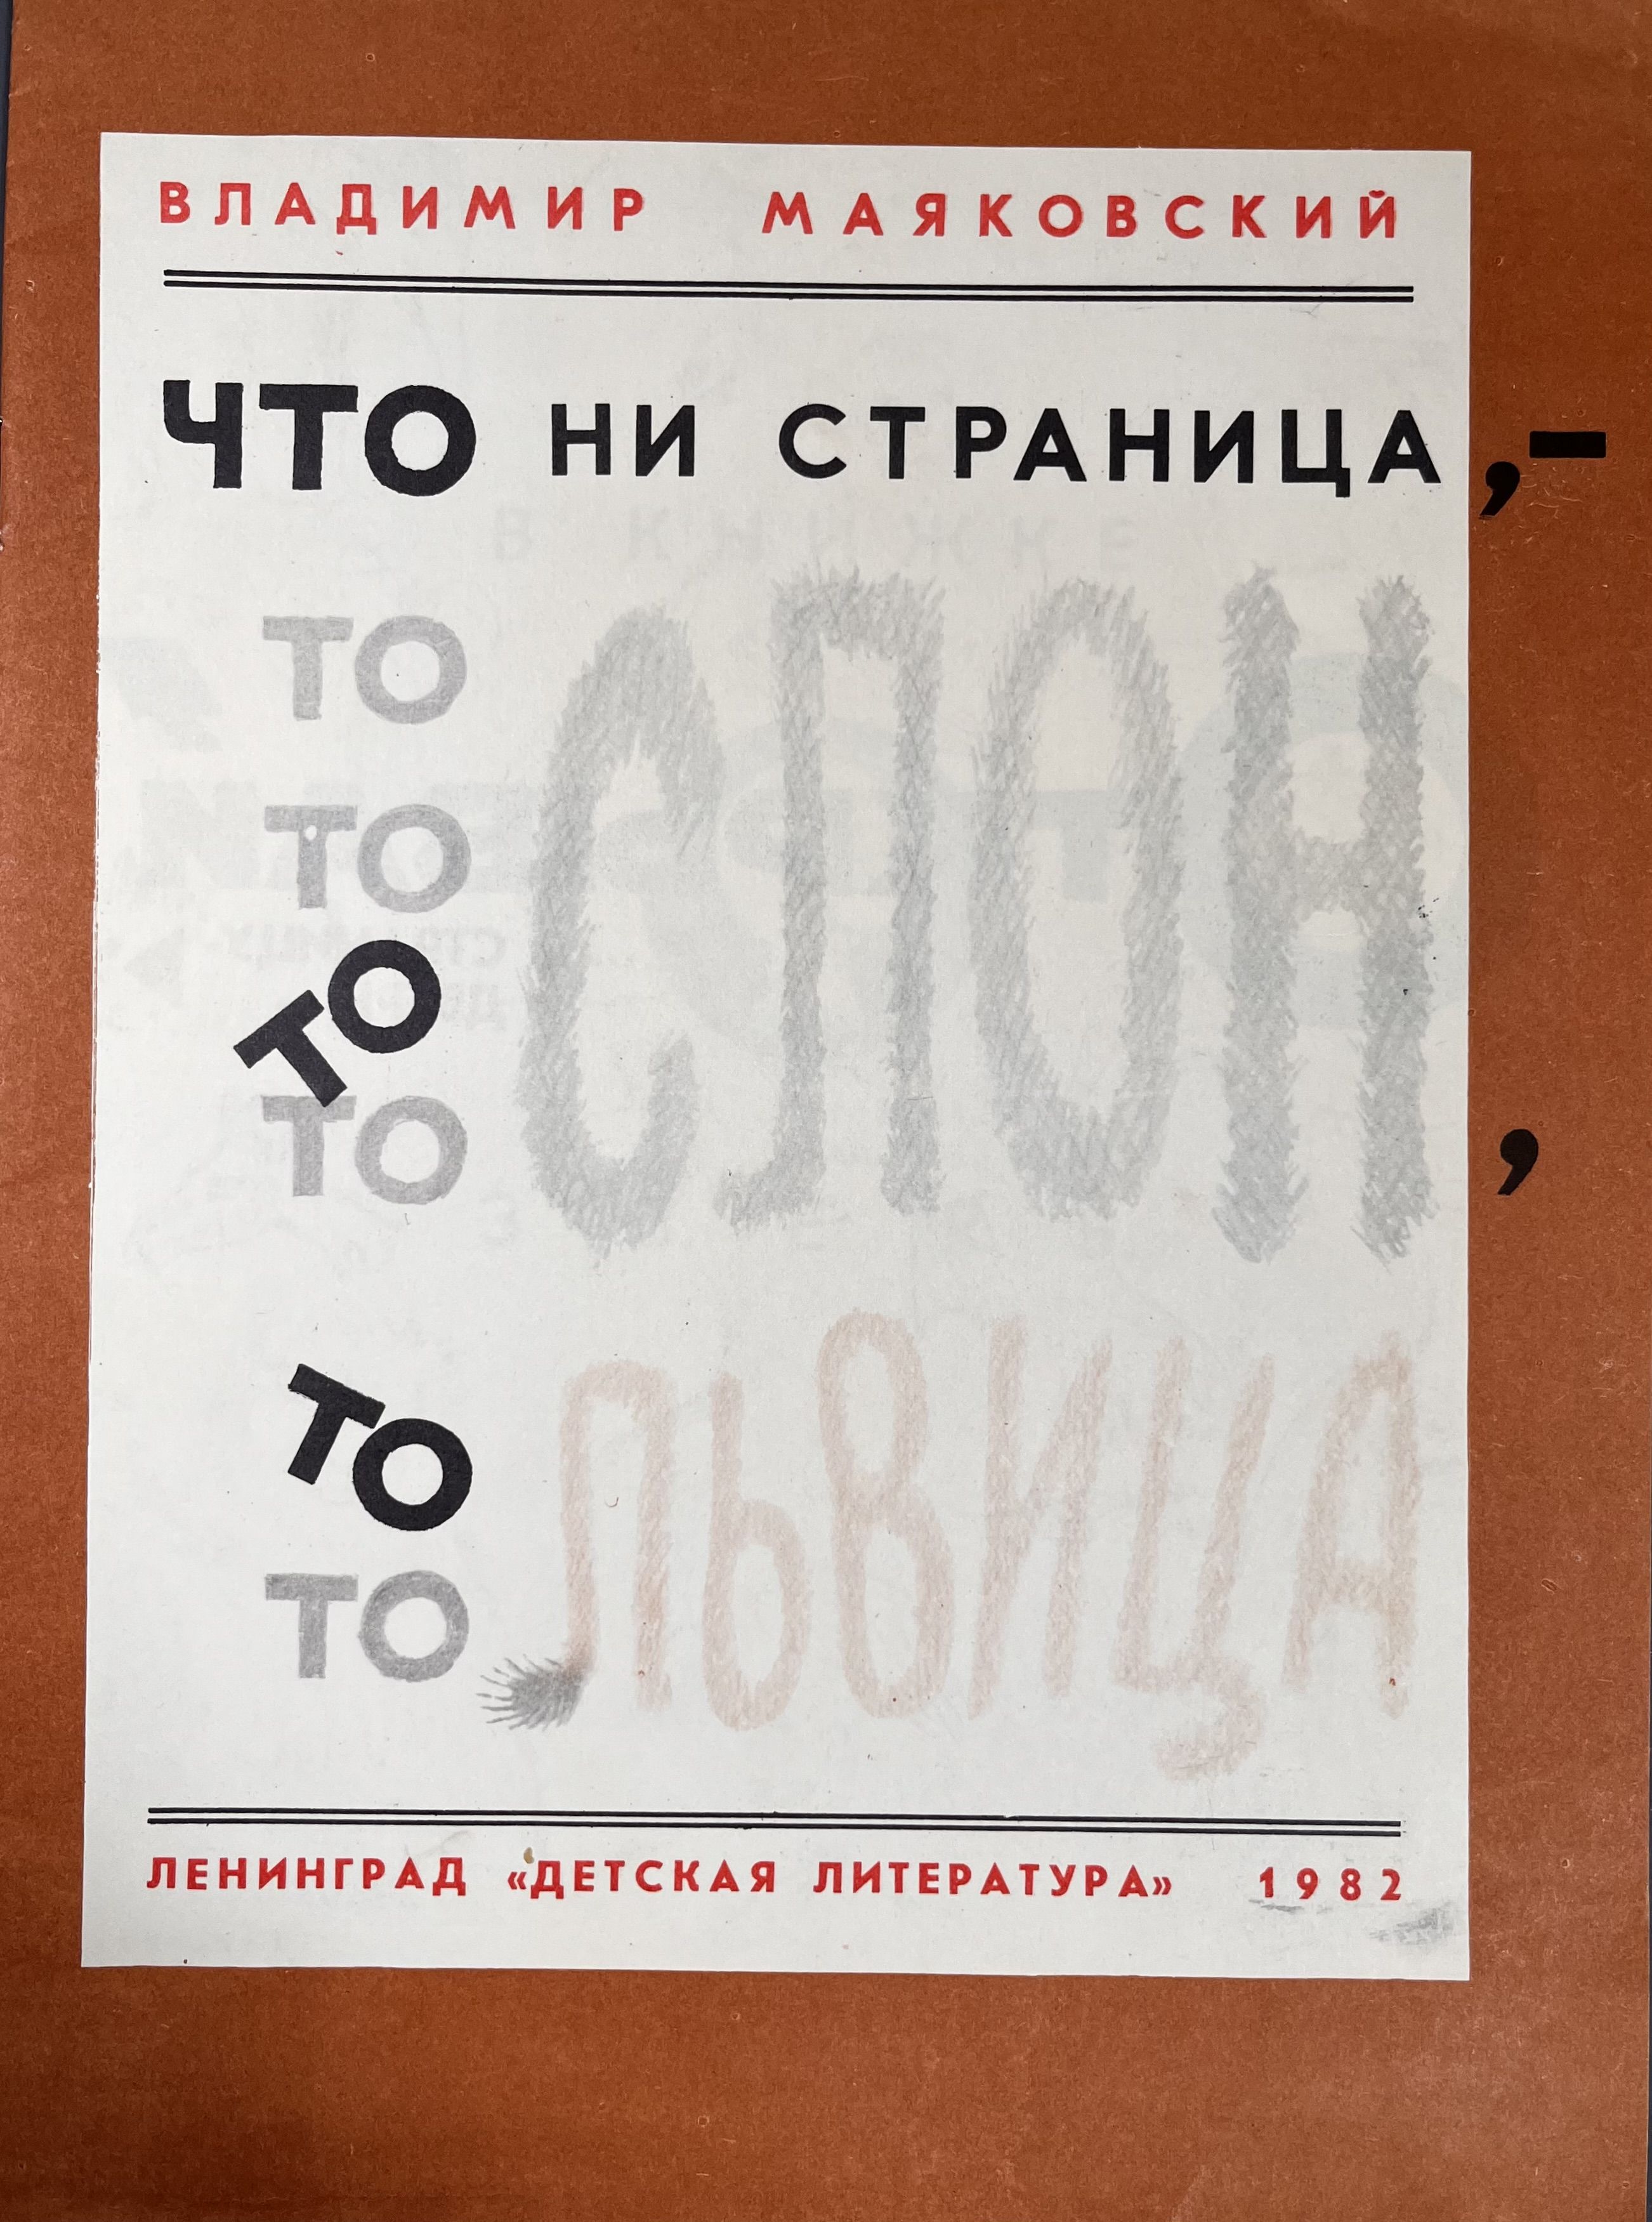 ВЛАДИМИР МАЯКОВСКИЙ
ЧТО НИ СТРАНИЦА,–
ТО
ТО
ТО
ТО СЛОН,
ТО
ТО ЛЬВИЦА
ЛЕНИНГРАД «ДЕТСКАЯ ЛИТЕРАТУРА» 1982